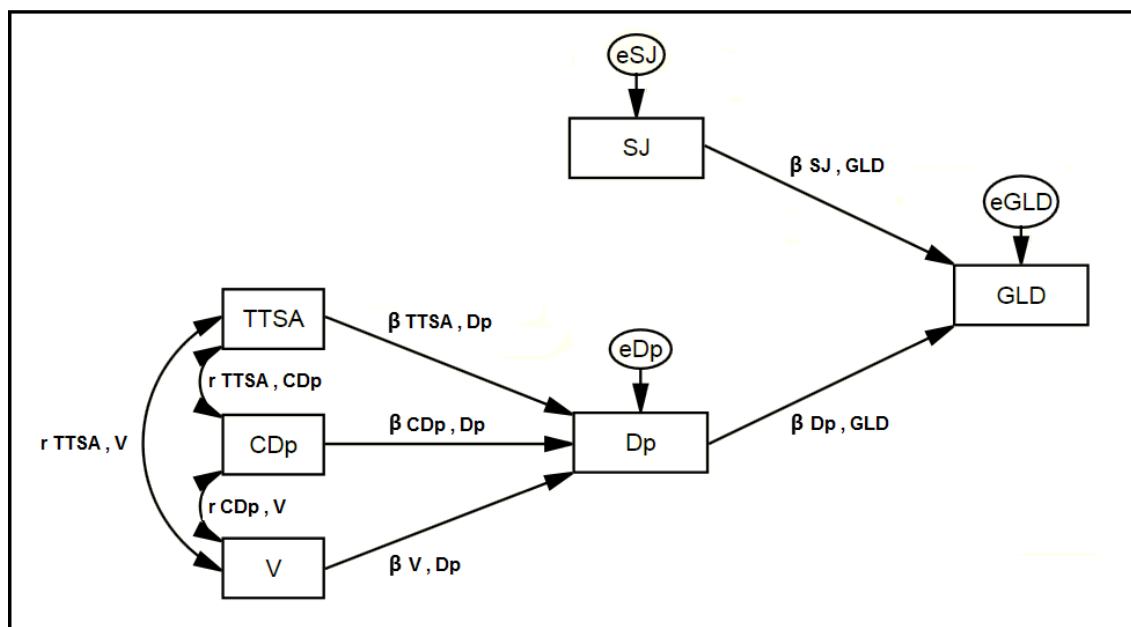 eSJ
SJ
β SJ , GLD
eGLD
GLD
TTSA
β TTSA , Dp
eDp
r TTSA , CDp
β CDp , Dp
r TTSA , V
CDp
Dp
β Dp , GLD
r CDp , V
V
β V , Dp